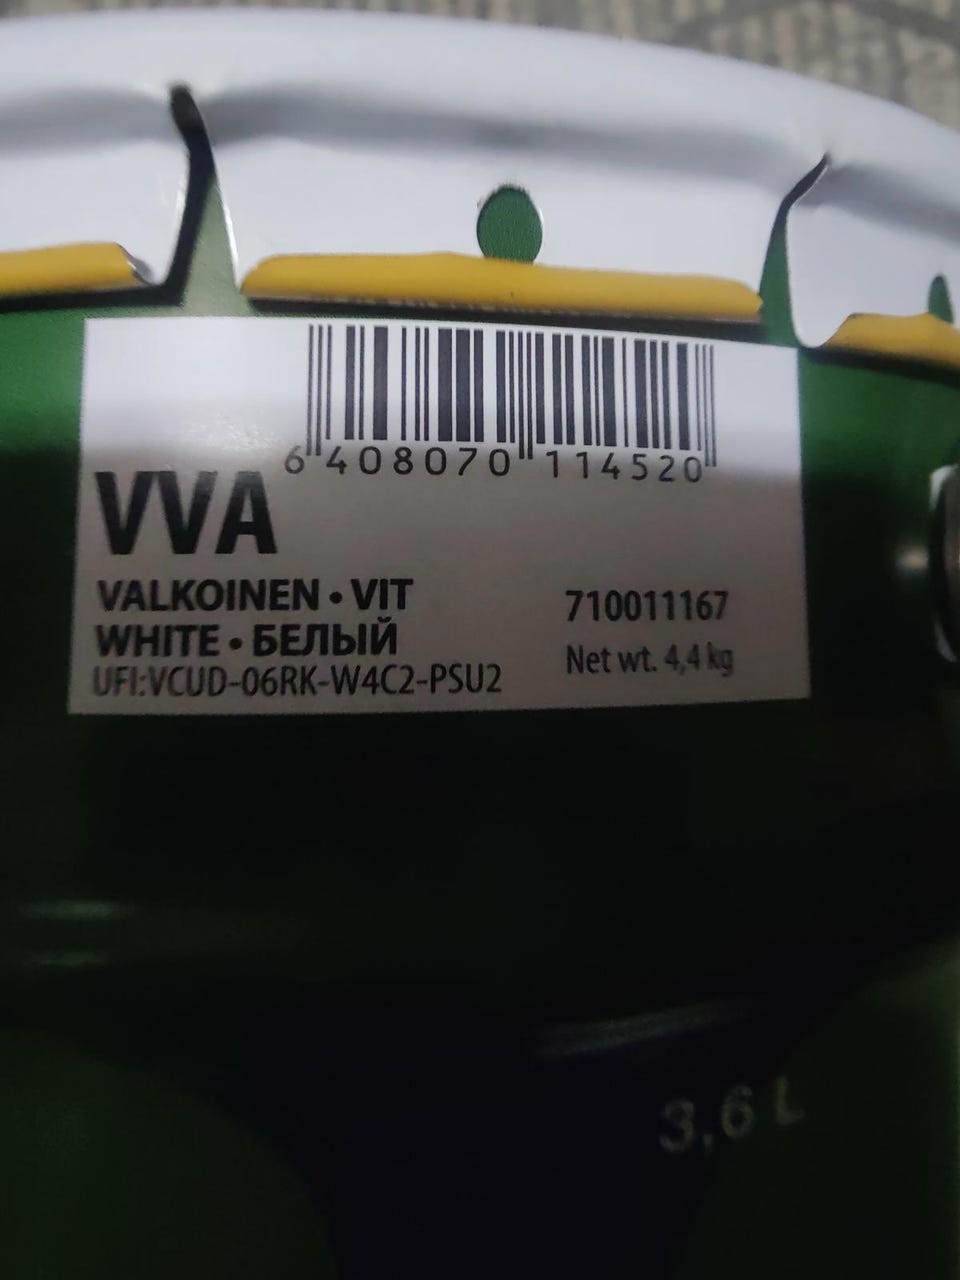 6 408070 114520
VVA
VALKOINEN • VIT
WHITE • БЕЛЫЙ
UFI:VCUD-06RK-W4C2-PSU2
710011167
Net wt. 4,4 kg
3,6 L